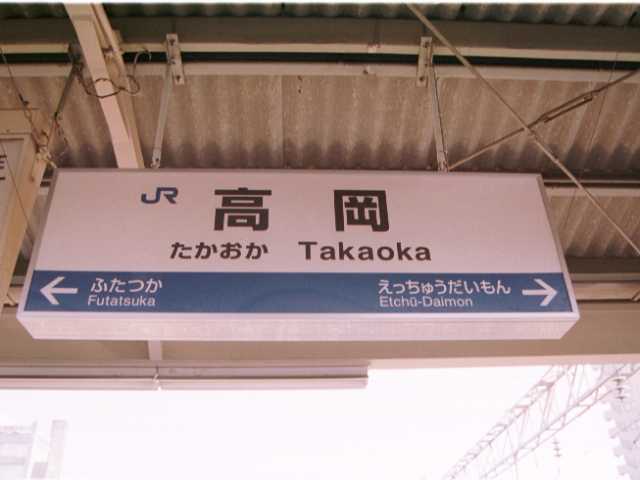 JR 高岡
たかおか Takaoka
← ふたつか えっちゅうだいもん →
Futatsuka Etchū-Daimon